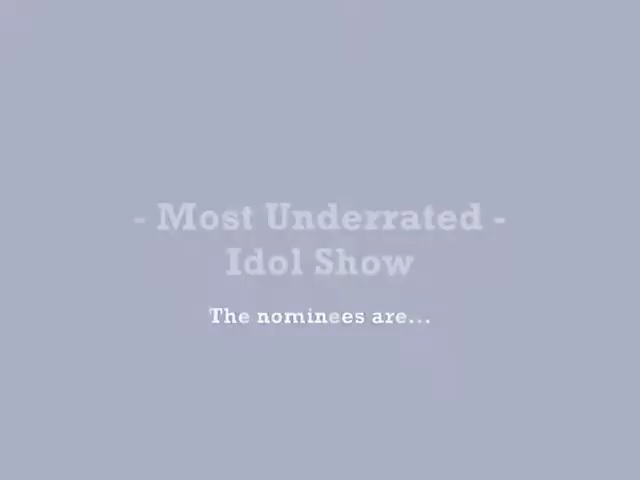 - Most Underrated -
Idol Show
The nominees are...